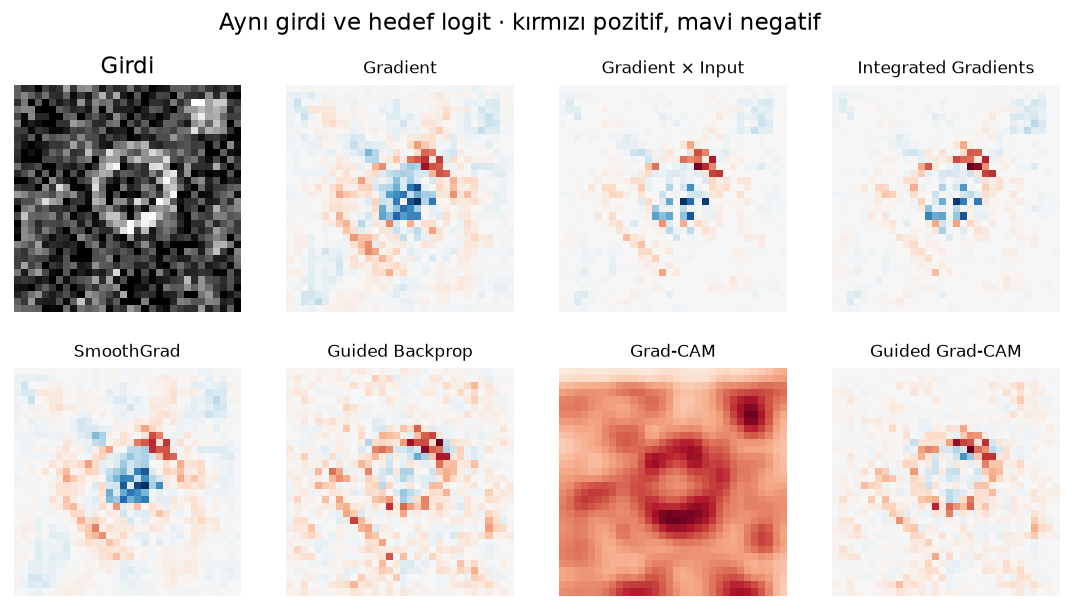 Aynı girdi ve hedef logit · kırmızı pozitif, mavi negatif
Girdi
Gradient
Gradient × Input
Integrated Gradients
SmoothGrad
Guided Backprop
Grad-CAM
Guided Grad-CAM